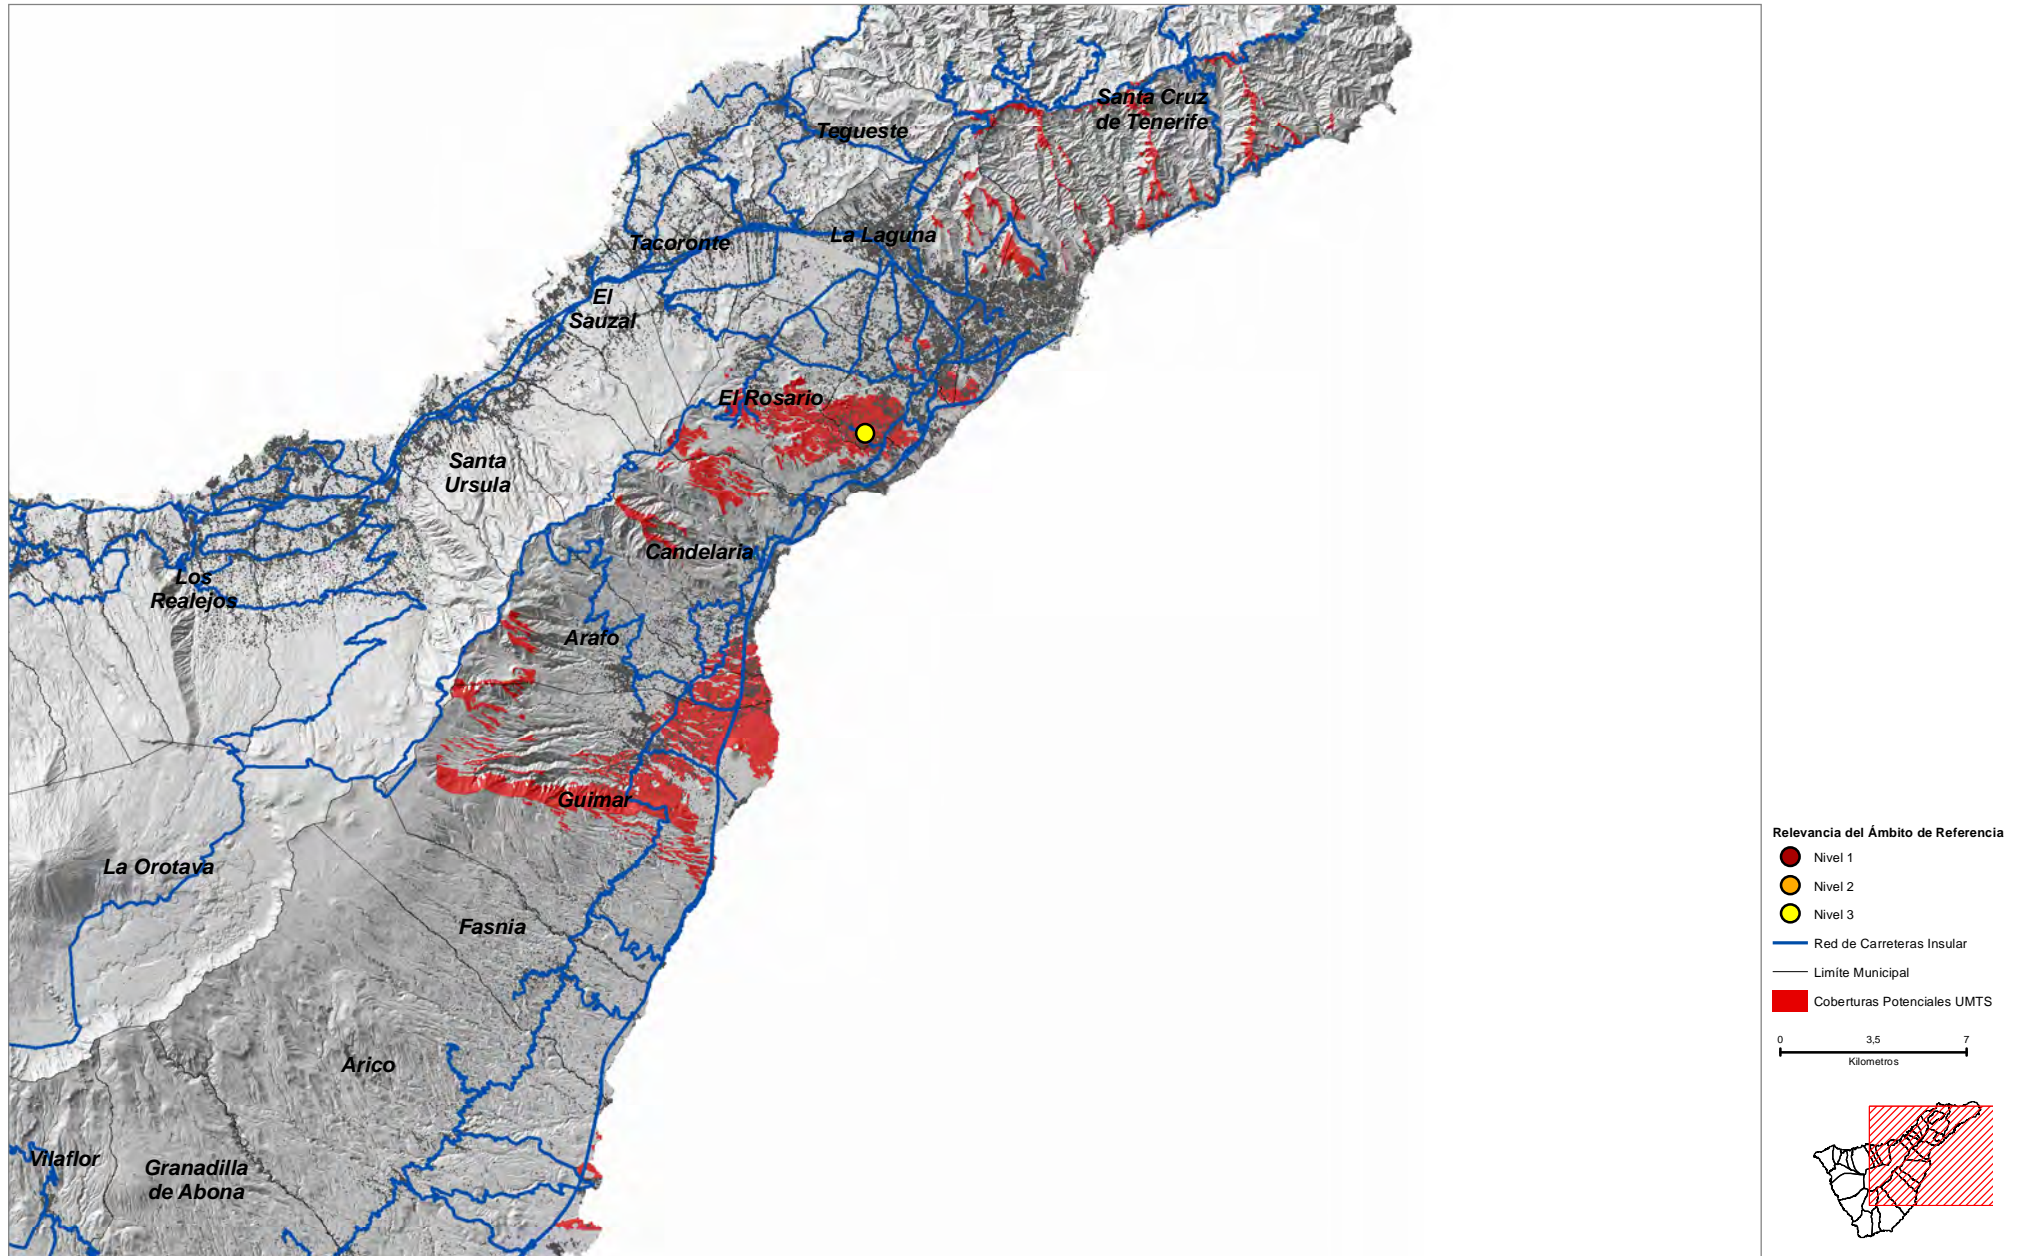 Santa Cruz
de Tenerife
Tegueste
Tacoronte
La Laguna
El
Sauzal
El Rosario
Santa
Ursula
Candelaria
Los
Realejos
Arafo
Guimar
La Orotava
Fasnia
Arico
Vilaflor
Granadilla
de Abona
Relevancia del Ámbito de Referencia
Nivel 1
Nivel 2
Nivel 3
Red de Carreteras Insular
Limíte Municipal
Coberturas Potenciales UMTS
0 3,5 7
Kilometros